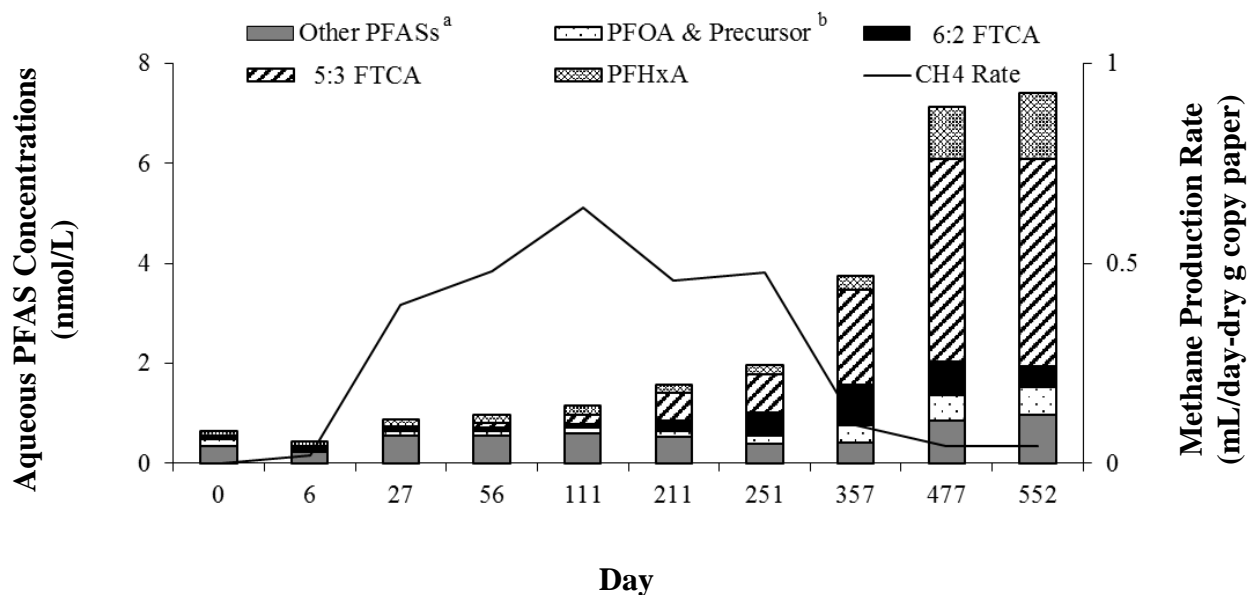 Other PFASs a
PFOA & Precursor b
6:2 FTCA
5:3 FTCA
PFHxA
CH4 Rate
Aqueous PFAS Concentrations
(nmol/L)
8
6
4
2
0
1
0.5
0
Methane Production Rate
(mL/day-dry g copy paper)
0 6 27 56 111 211 251 357 477 552
Day